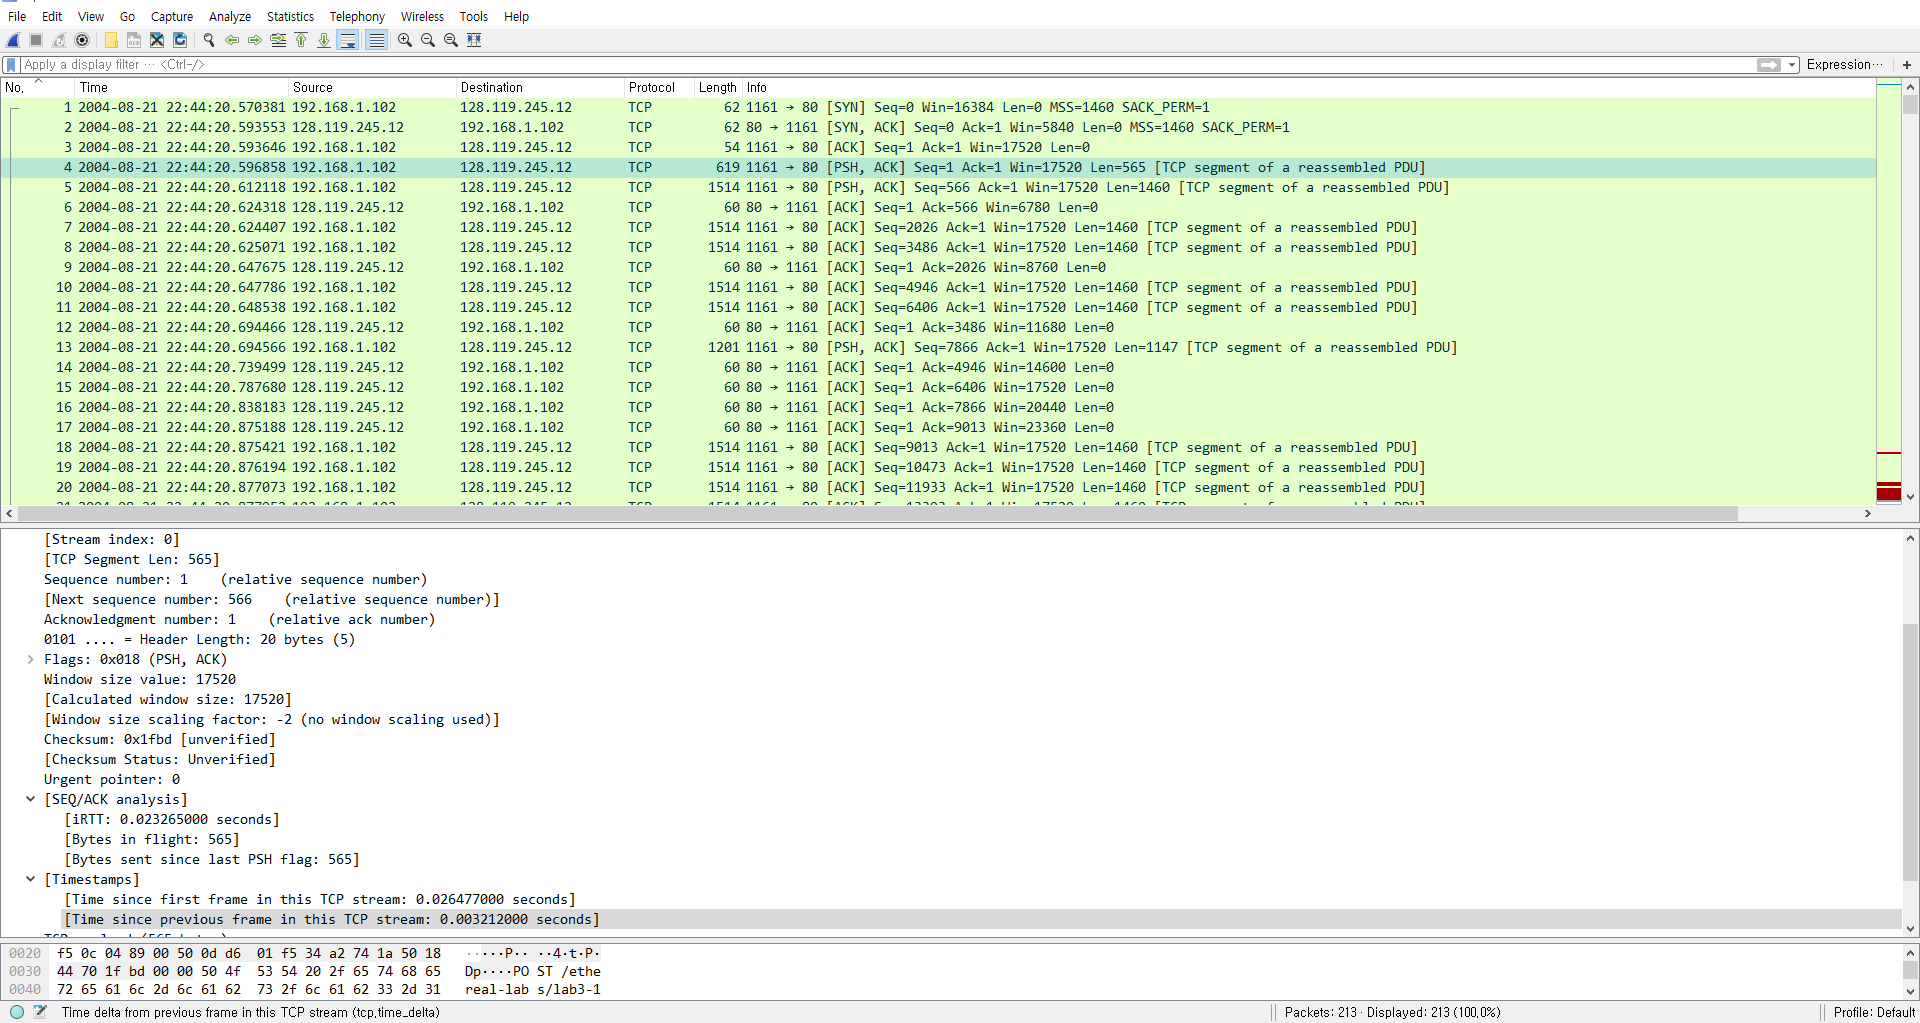 File Edit View Go Capture Analyze Statistics Telephony Wireless Tools Help
Apply a display filter ··· <Ctrl-/> Expression··· +
No. Time Source Destination Protocol Length Info
1 2004-08-21 22:44:20.570381 192.168.1.102 128.119.245.12 TCP 62 1161 → 80 [SYN] Seq=0 Win=16384 Len=0 MSS=1460 SACK_PERM=1
2 2004-08-21 22:44:20.593553 128.119.245.12 192.168.1.102 TCP 62 80 → 1161 [SYN, ACK] Seq=0 Ack=1 Win=5840 Len=0 MSS=1460 SACK_PERM=1
3 2004-08-21 22:44:20.593646 192.168.1.102 128.119.245.12 TCP 54 1161 → 80 [ACK] Seq=1 Ack=1 Win=17520 Len=0
4 2004-08-21 22:44:20.596858 192.168.1.102 128.119.245.12 TCP 619 1161 → 80 [PSH, ACK] Seq=1 Ack=1 Win=17520 Len=565 [TCP segment of a reassembled PDU]
5 2004-08-21 22:44:20.612118 192.168.1.102 128.119.245.12 TCP 1514 1161 → 80 [PSH, ACK] Seq=566 Ack=1 Win=17520 Len=1460 [TCP segment of a reassembled PDU]
6 2004-08-21 22:44:20.624318 128.119.245.12 192.168.1.102 TCP 60 80 → 1161 [ACK] Seq=1 Ack=566 Win=6780 Len=0
7 2004-08-21 22:44:20.624407 192.168.1.102 128.119.245.12 TCP 1514 1161 → 80 [ACK] Seq=2026 Ack=1 Win=17520 Len=1460 [TCP segment of a reassembled PDU]
8 2004-08-21 22:44:20.625071 192.168.1.102 128.119.245.12 TCP 1514 1161 → 80 [ACK] Seq=3486 Ack=1 Win=17520 Len=1460 [TCP segment of a reassembled PDU]
9 2004-08-21 22:44:20.647675 128.119.245.12 192.168.1.102 TCP 60 80 → 1161 [ACK] Seq=1 Ack=2026 Win=8760 Len=0
10 2004-08-21 22:44:20.647786 192.168.1.102 128.119.245.12 TCP 1514 1161 → 80 [ACK] Seq=4946 Ack=1 Win=17520 Len=1460 [TCP segment of a reassembled PDU]
11 2004-08-21 22:44:20.648538 192.168.1.102 128.119.245.12 TCP 1514 1161 → 80 [ACK] Seq=6406 Ack=1 Win=17520 Len=1460 [TCP segment of a reassembled PDU]
12 2004-08-21 22:44:20.694466 128.119.245.12 192.168.1.102 TCP 60 80 → 1161 [ACK] Seq=1 Ack=3486 Win=11680 Len=0
13 2004-08-21 22:44:20.694566 192.168.1.102 128.119.245.12 TCP 1201 1161 → 80 [PSH, ACK] Seq=7866 Ack=1 Win=17520 Len=1147 [TCP segment of a reassembled PDU]
14 2004-08-21 22:44:20.739499 128.119.245.12 192.168.1.102 TCP 60 80 → 1161 [ACK] Seq=1 Ack=4946 Win=14600 Len=0
15 2004-08-21 22:44:20.787680 128.119.245.12 192.168.1.102 TCP 60 80 → 1161 [ACK] Seq=1 Ack=6406 Win=17520 Len=0
16 2004-08-21 22:44:20.838183 128.119.245.12 192.168.1.102 TCP 60 80 → 1161 [ACK] Seq=1 Ack=7866 Win=20440 Len=0
17 2004-08-21 22:44:20.875188 128.119.245.12 192.168.1.102 TCP 60 80 → 1161 [ACK] Seq=1 Ack=9013 Win=23360 Len=0
18 2004-08-21 22:44:20.875421 192.168.1.102 128.119.245.12 TCP 1514 1161 → 80 [ACK] Seq=9013 Ack=1 Win=17520 Len=1460 [TCP segment of a reassembled PDU]
19 2004-08-21 22:44:20.876194 192.168.1.102 128.119.245.12 TCP 1514 1161 → 80 [ACK] Seq=10473 Ack=1 Win=17520 Len=1460 [TCP segment of a reassembled PDU]
20 2004-08-21 22:44:20.877073 192.168.1.102 128.119.245.12 TCP 1514 1161 → 80 [ACK] Seq=11933 Ack=1 Win=17520 Len=1460 [TCP segment of a reassembled PDU]
[Stream index: 0]
[TCP Segment Len: 565]
Sequence number: 1    (relative sequence number)
[Next sequence number: 566    (relative sequence number)]
Acknowledgment number: 1    (relative ack number)
0101 .... = Header Length: 20 bytes (5)
Flags: 0x018 (PSH, ACK)
Window size value: 17520
[Calculated window size: 17520]
[Window size scaling factor: -2 (no window scaling used)]
Checksum: 0x1fbd [unverified]
[Checksum Status: Unverified]
Urgent pointer: 0
[SEQ/ACK analysis]
[iRTT: 0.023265000 seconds]
[Bytes in flight: 565]
[Bytes sent since last PSH flag: 565]
[Timestamps]
[Time since first frame in this TCP stream: 0.026477000 seconds]
[Time since previous frame in this TCP stream: 0.003212000 seconds]
0020 f5 0c 04 89 00 50 0d d6 01 f5 34 a2 74 1a 50 18 ·····P·· ··4·t·P·
0030 44 70 1f bd 00 00 50 4f 53 54 20 2f 65 74 68 65 Dp····PO ST /ethe
0040 72 65 61 6c 2d 6c 61 62 73 2f 6c 61 62 33 2d 31 real-lab s/lab3-1
Time delta from previous frame in this TCP stream (tcp.time_delta) Packets: 213 · Displayed: 213 (100.0%) Profile: Default